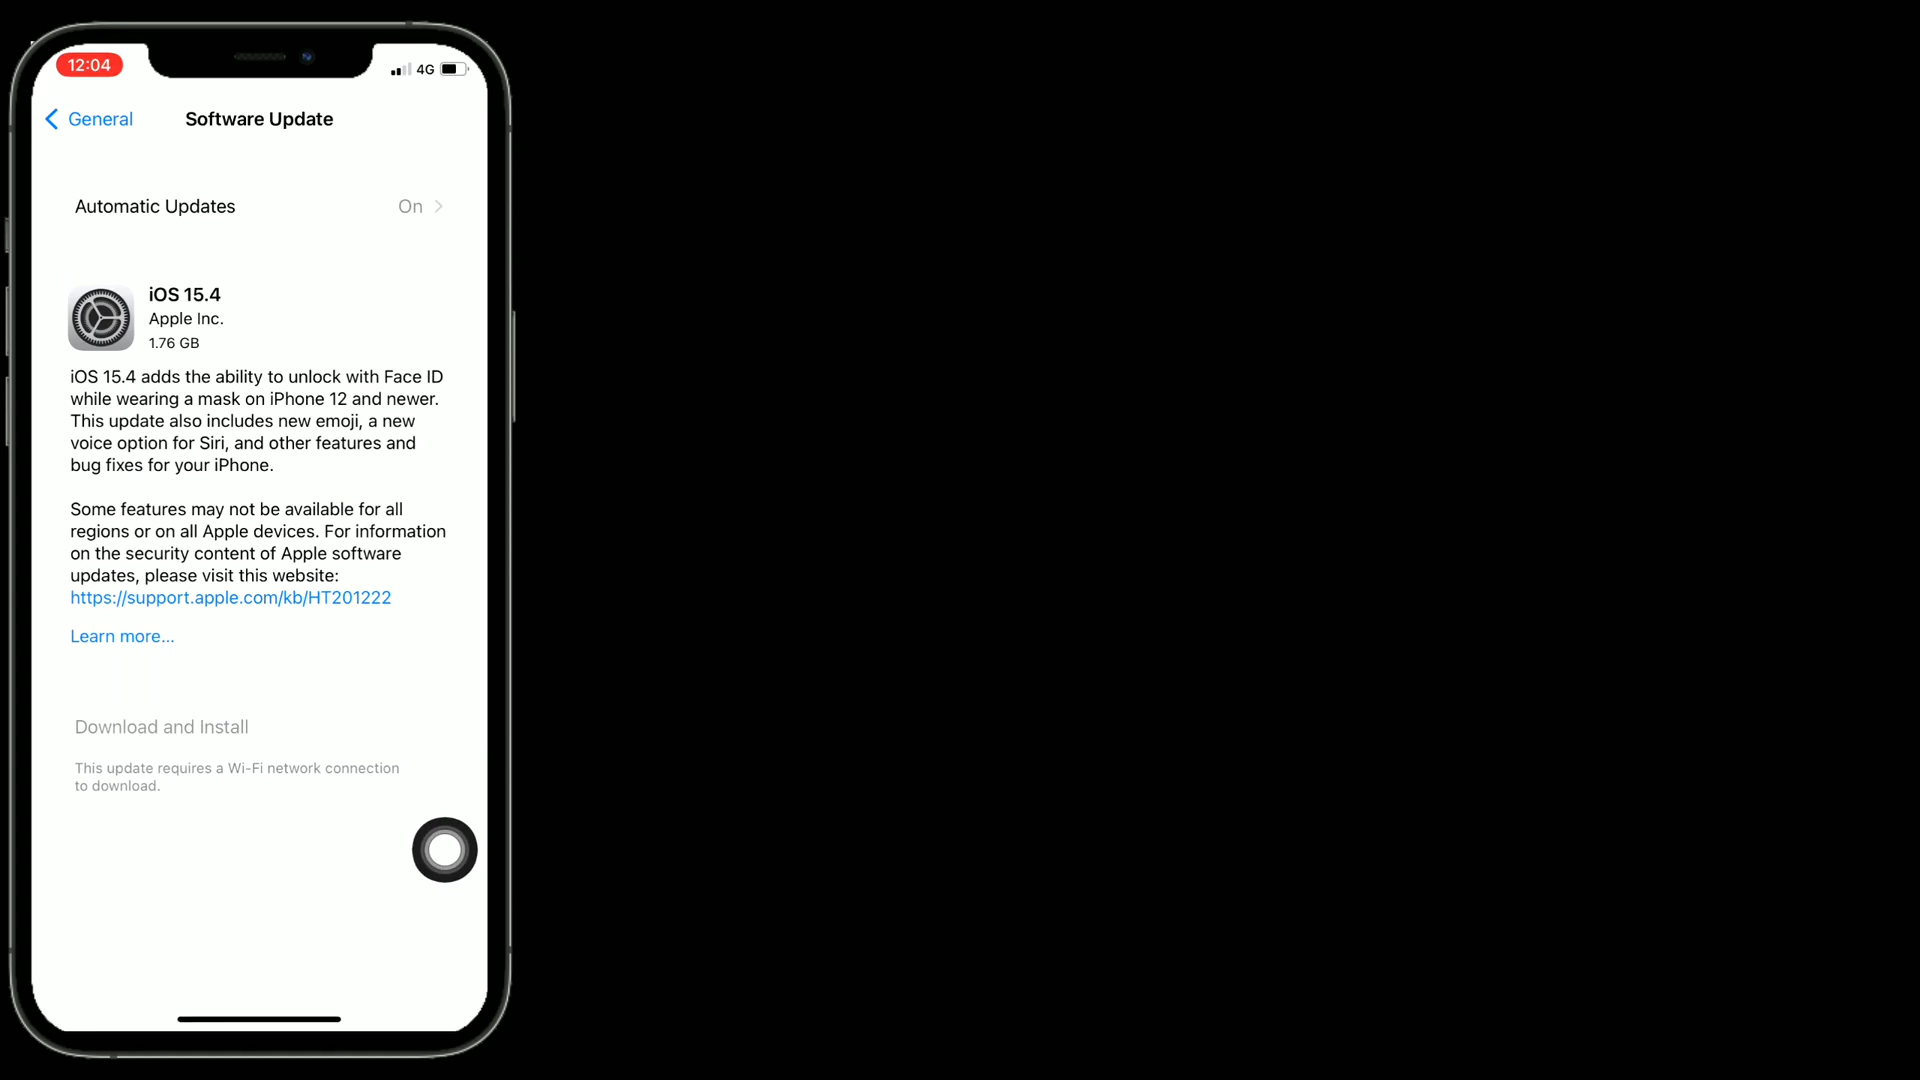 12:04
4G
General
Software Update
Automatic Updates
On
iOS 15.4
Apple Inc.
1.76 GB
iOS 15.4 adds the ability to unlock with Face ID
while wearing a mask on iPhone 12 and newer.
This update also includes new emoji, a new
voice option for Siri, and other features and
bug fixes for your iPhone.
Some features may not be available for all
regions or on all Apple devices. For information
on the security content of Apple software
updates, please visit this website:
https://support.apple.com/kb/HT201222
Learn more...
Download and Install
This update requires a Wi-Fi network connection
to download.